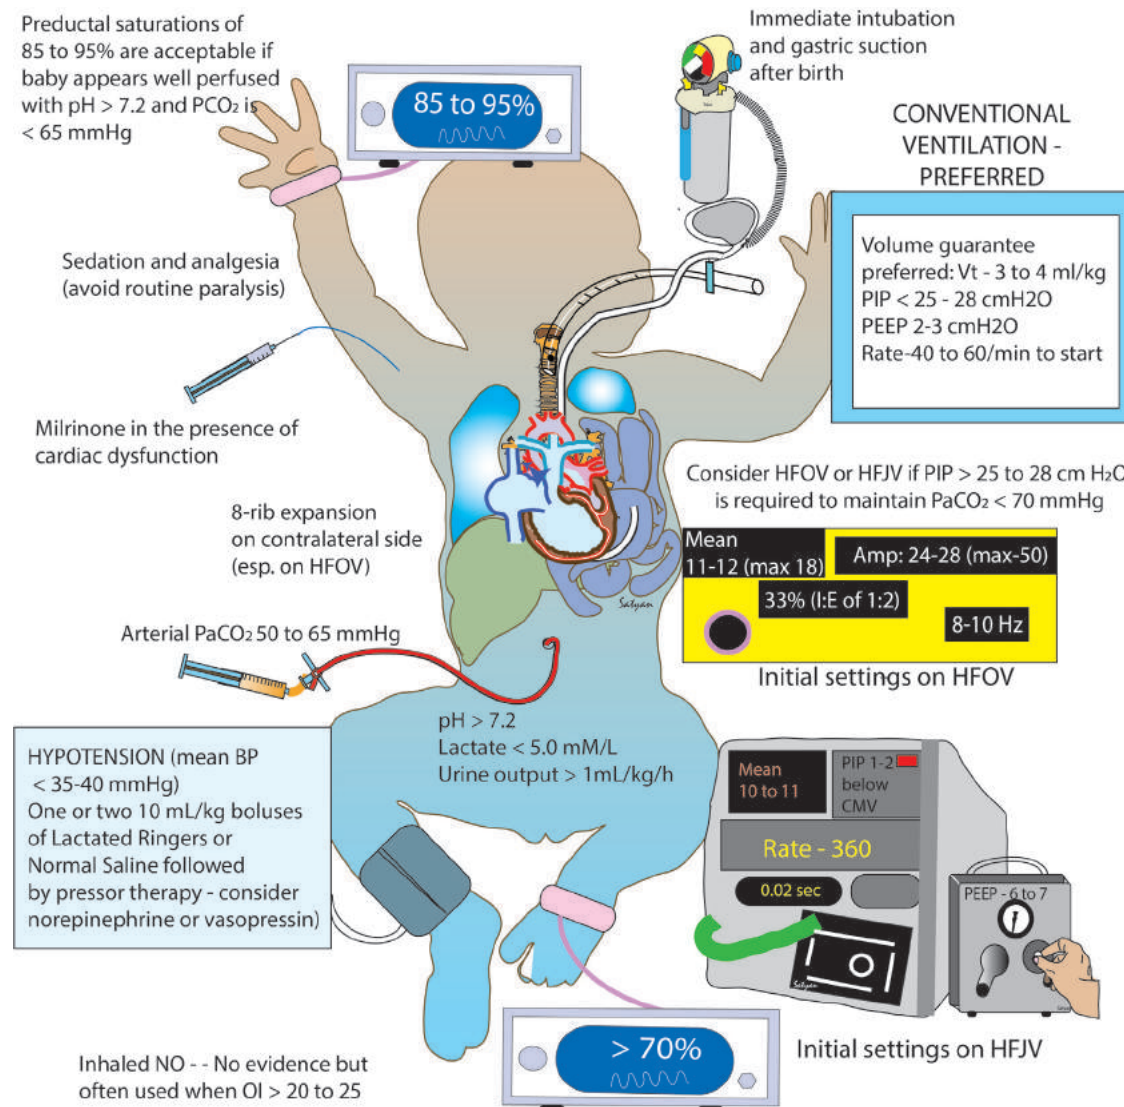 Preductal saturations of
85 to 95% are acceptable if
baby appears well perfused
with pH > 7.2 and PCO₂ is
< 65 mmHg
85 to 95%
Immediate intubation
and gastric suction
after birth
CONVENTIONAL
VENTILATION -
PREFERRED
Volume guarantee
preferred: Vt - 3 to 4 ml/kg
PIP < 25 - 28 cmH2O
PEEP 2-3 cmH2O
Rate-40 to 60/min to start
Sedation and analgesia
(avoid routine paralysis)
Milrinone in the presence of
cardiac dysfunction
8-rib expansion
on contralateral side
(esp. on HFOV)
Satyan
Consider HFOV or HFJV if PIP > 25 to 28 cm H₂O
is required to maintain PaCO₂ < 70 mmHg
Mean
11-12 (max 18)
Amp: 24-28 (max-50)
33% (I:E of 1:2)
8-10 Hz
Initial settings on HFOV
Arterial PaCO₂ 50 to 65 mmHg
pH > 7.2
Lactate < 5.0 mM/L
Urine output > 1mL/kg/h
HYPOTENSION (mean BP
< 35-40 mmHg)
One or two 10 mL/kg boluses
of Lactated Ringers or
Normal Saline followed
by pressor therapy - consider
norepinephrine or vasopressin)
Mean
10 to 11
PIP 1-2
below
CMV
Rate - 360
0.02 sec
PEEP - 6 to 7
Satyan
Initial settings on HFJV
> 70%
Inhaled NO - - No evidence but
often used when OI > 20 to 25